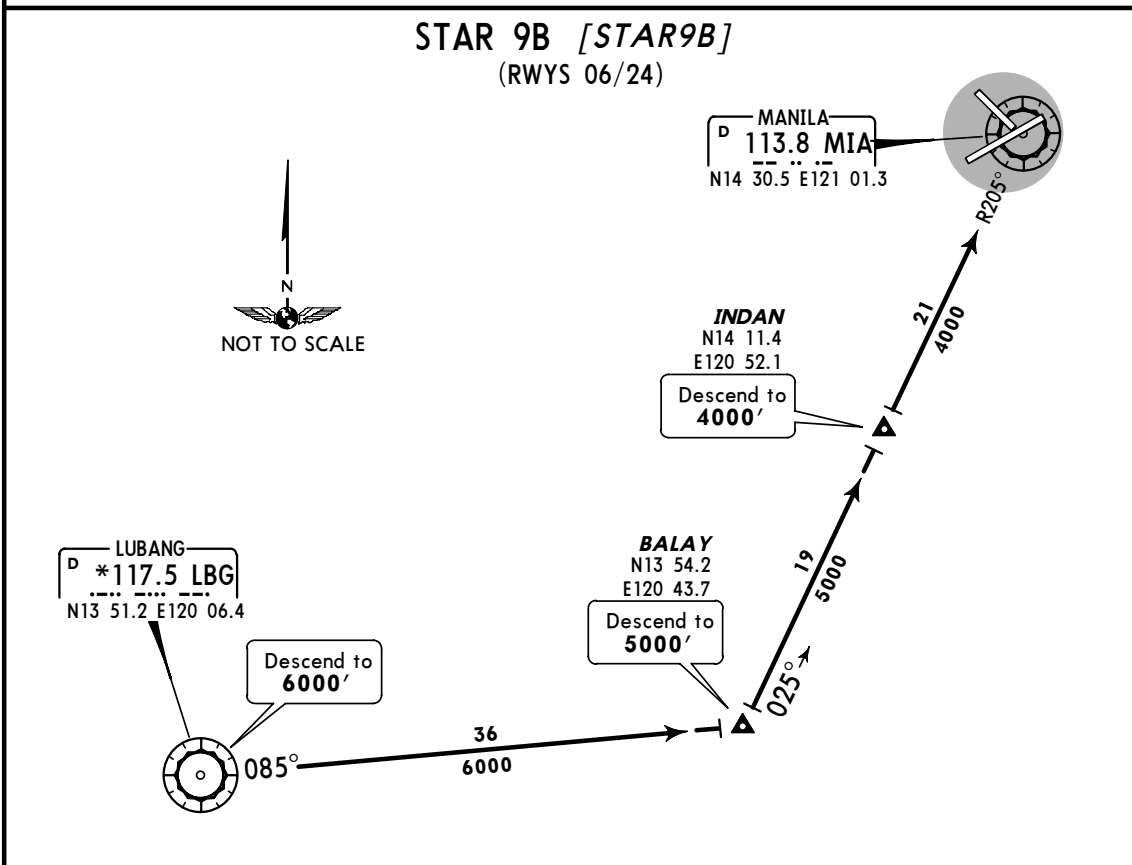 STAR 9B [STAR9B]
(RWYS 06/24)
MANILA
D 113.8 MIA
N14 30.5 E121 01.3
R205°
N
NOT TO SCALE
21
4000
INDAN
N14 11.4
E120 52.1
Descend to
4000'
LUBANG
D *117.5 LBG
N13 51.2 E120 06.4
BALAY
N13 54.2
E120 43.7
Descend to
5000'
19
5000
025°
Descend to
6000'
085°
36
6000